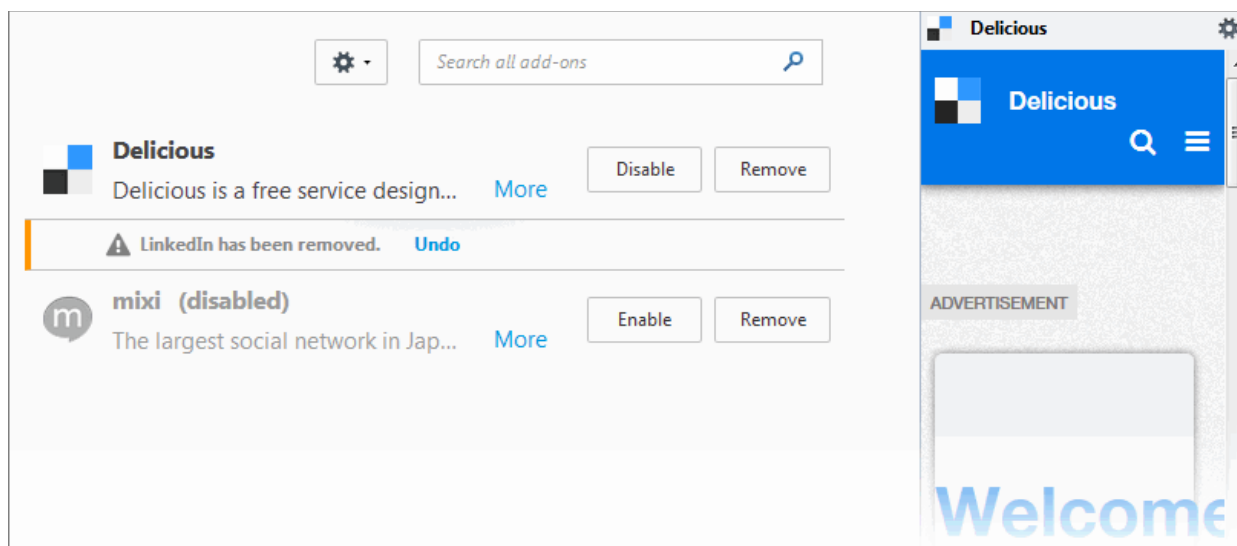 Search all add-ons
Delicious
Delicious is a free service design... More
Disable
Remove
LinkedIn has been removed. Undo
mixi (disabled)
The largest social network in Jap... More
Enable
Remove
Delicious
Delicious
ADVERTISEMENT
Welcome